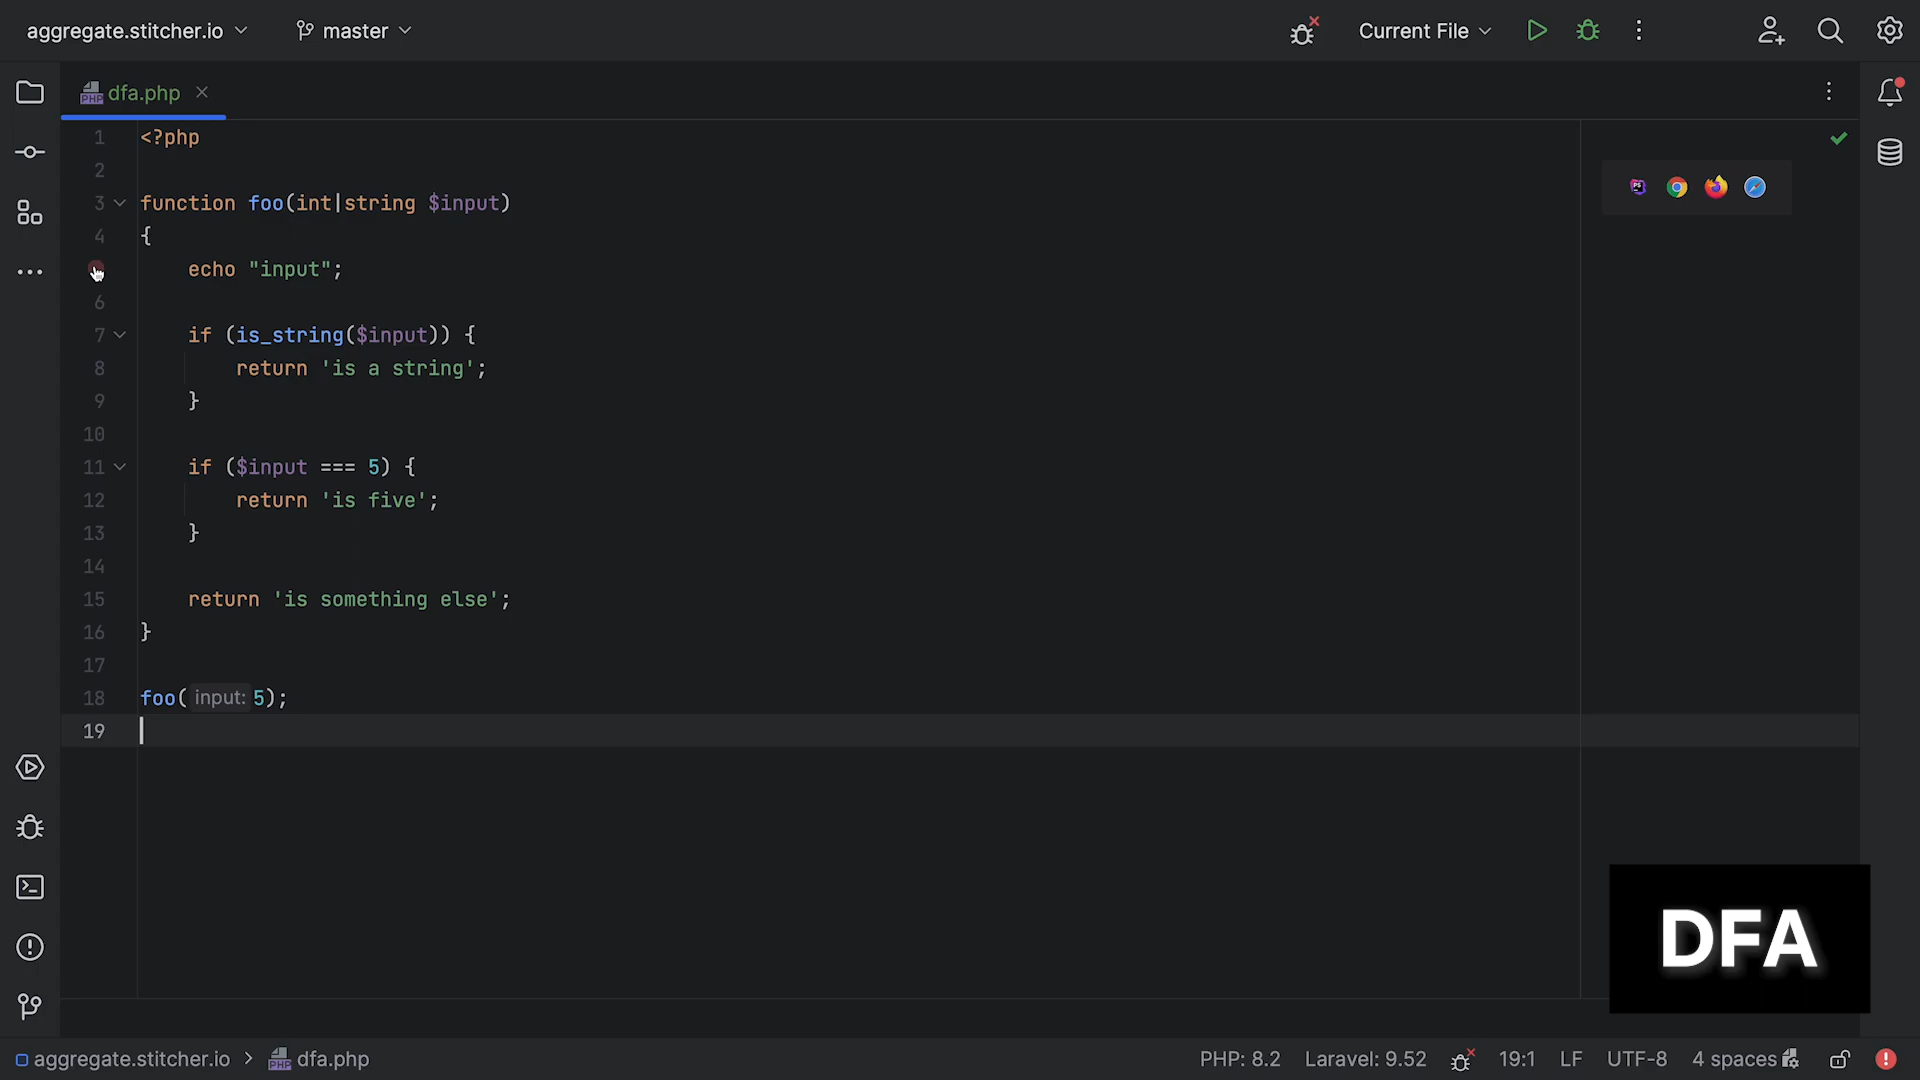 aggregate.stitcher.io
master
Current File
dfa.php
1 <?php
2
3 function foo(int|string $input)
4 {
echo "input";
6
7 if (is_string($input)) {
8 return 'is a string';
9 }
10
11 if ($input === 5) {
12 return 'is five';
13 }
14
15 return 'is something else';
16 }
17
18 foo( input: 5);
19
DFA
aggregate.stitcher.io > dfa.php PHP: 8.2 Laravel: 9.52 19:1 LF UTF-8 4 spaces